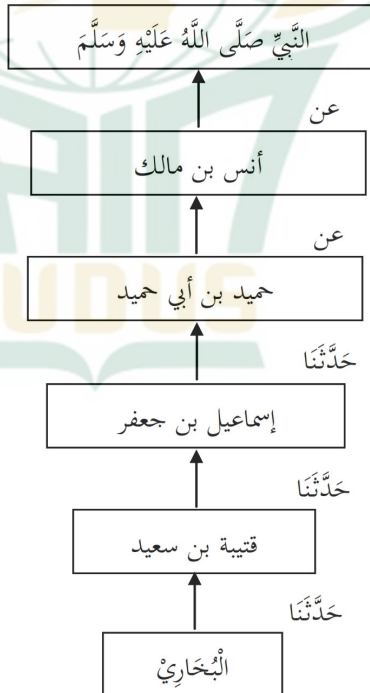 النَّبِيِّ صَلَّى اللَّهُ عَلَيْهِ وَسَلَّمَ
عن
أنس بن مالك
عن
حميد بن أبي حميد
حَدَّثَنَا
إسماعيل بن جعفر
حَدَّثَنَا
قتيبة بن سعيد
حَدَّثَنَا
الْبُخَارِيْ